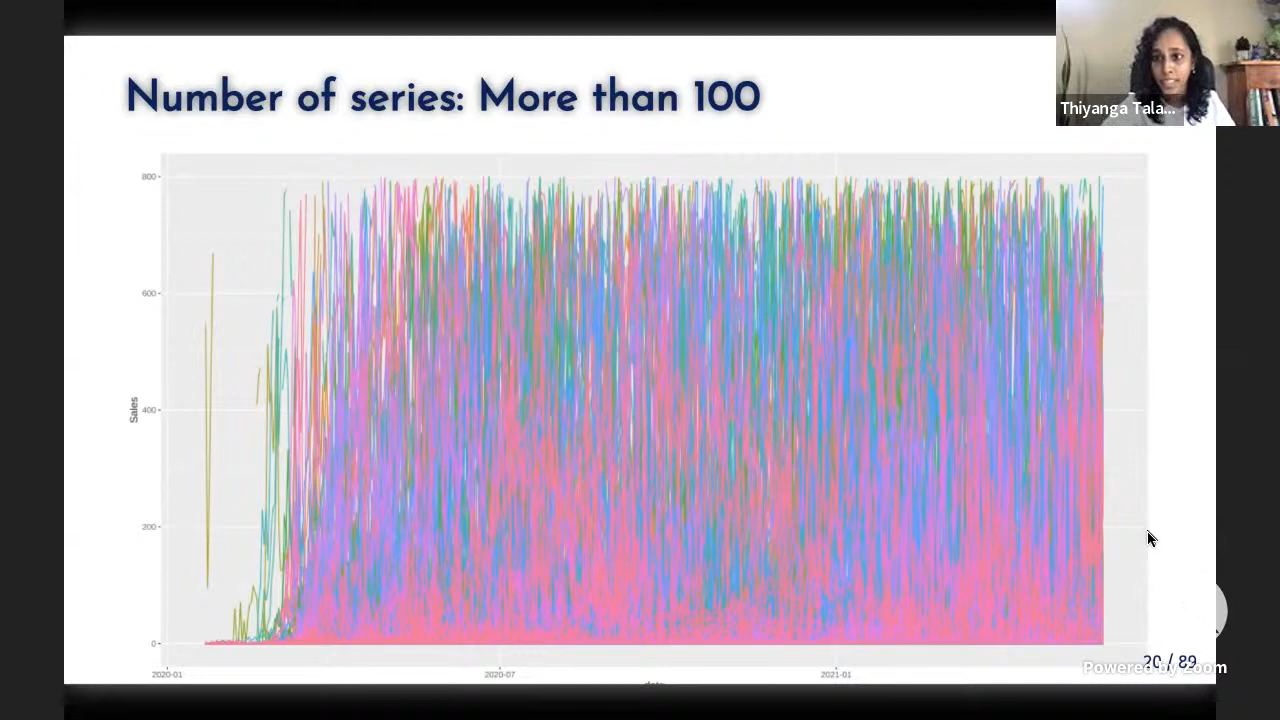 Number of series: More than 100
Thiyanga Tala...
800
600
Sales
400
200
0
2020-01
2020-07
2021-01
20 / 89
Powered by Zoom